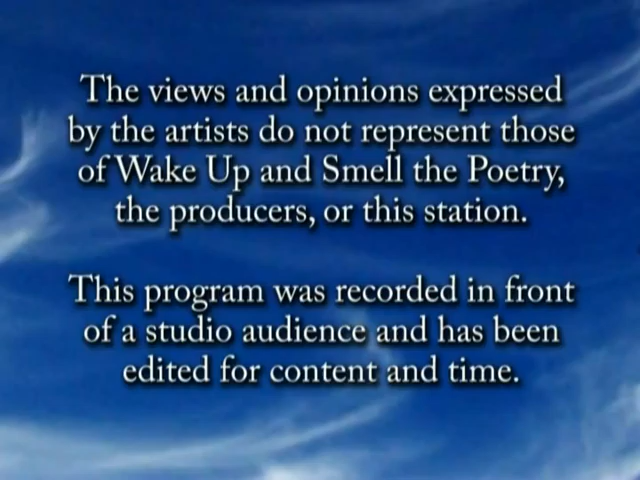 The views and opinions expressed
by the artists do not represent those
of Wake Up and Smell the Poetry,
the producers, or this station.
This program was recorded in front
of a studio audience and has been
edited for content and time.